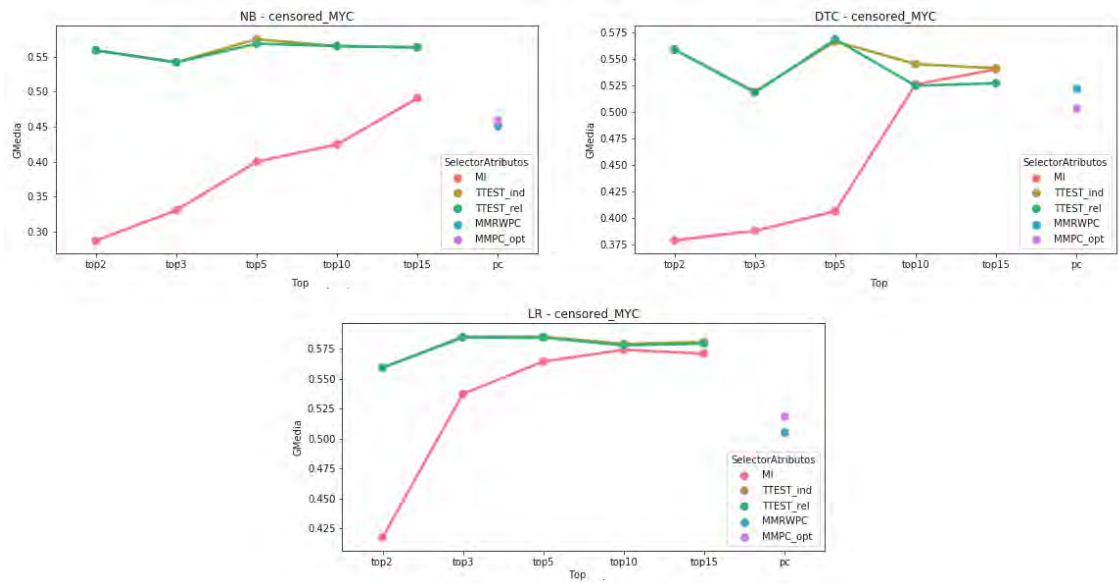 NB - censored_MYC
GMedia
0.55
0.50
0.45
0.40
0.35
0.30
top2
top3
top5
top10
top15
pc
Top
SelectorAtributos
MI
TTEST_ind
TTEST_rel
MMRWPC
MMPC_opt
DTC - censored_MYC
GMedia
0.575
0.550
0.525
0.500
0.475
0.450
0.425
0.400
0.375
top2
top3
top5
top10
top15
pc
Top
SelectorAtributos
MI
TTEST_ind
TTEST_rel
MMRWPC
MMPC_opt
LR - censored_MYC
GMedia
0.575
0.550
0.525
0.500
0.475
0.450
0.425
top2
top3
top5
top10
top15
pc
Top
SelectorAtributos
MI
TTEST_ind
TTEST_rel
MMRWPC
MMPC_opt